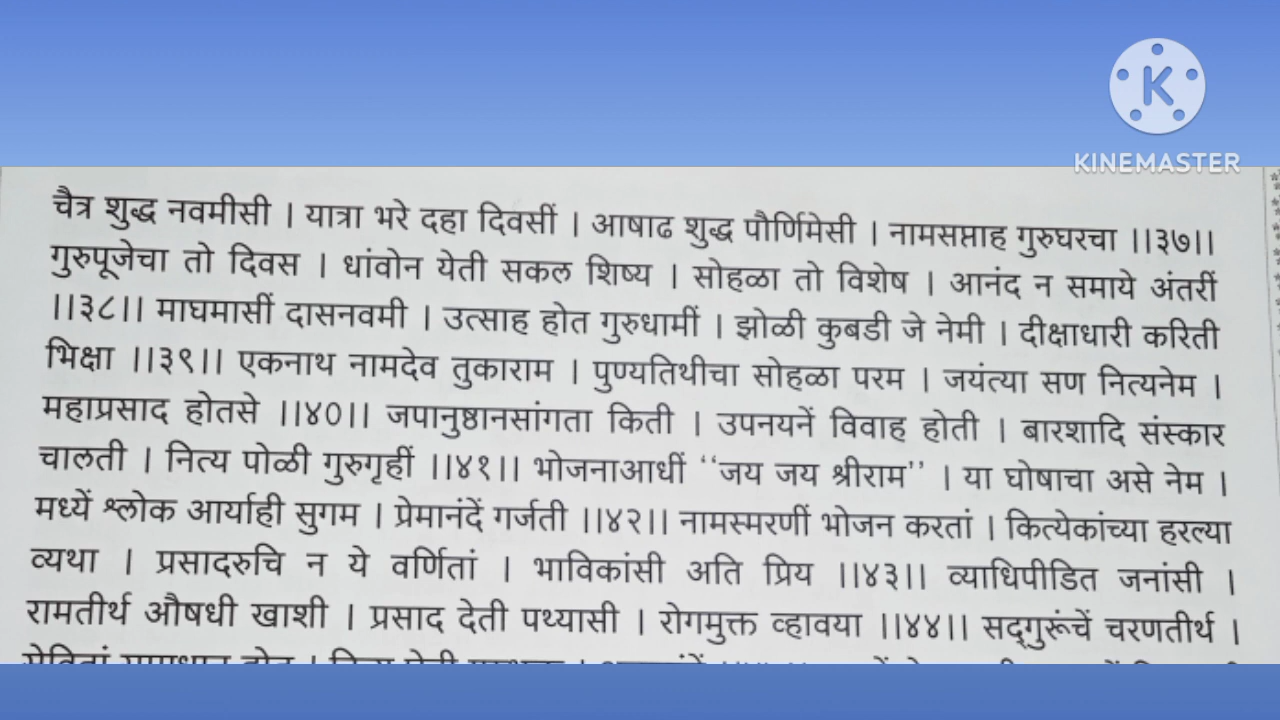 KINEMASTER
चैत्र शुद्ध नवमीसी । यात्रा भरे दहा दिवसीं । आषाढ शुद्ध पौर्णिमेसी । नामसप्ताह गुरुघरचा ।।३७।।
गुरुपूजेचा तो दिवस । धांवोन येती सकल शिष्य । सोहळा तो विशेष । आनंद न समाये अंतरीं
।।३८।। माघमासीं दासनवमी । उत्साह होत गुरुधामीं । झोळी कुबडी जे नेमी । दीक्षाधारी करिती
भिक्षा ।।३९।। एकनाथ नामदेव तुकाराम । पुण्यतिथीचा सोहळा परम । जयंत्या सण नित्यनेम ।
महाप्रसाद होतसे ।।४०।। जपानुष्ठानसांगता किती । उपनयनें विवाह होती । बारशादि संस्कार
चालती । नित्य पोळी गुरुगृहीं ।।४१।। भोजनाआधीं ‘‘जय जय श्रीराम’’ । या घोषाचा असे नेम ।
मध्यें श्लोक आर्याही सुगम । प्रेमानंदें गर्जती ।।४२।। नामस्मरणीं भोजन करतां । कित्येकांच्या हरल्या
व्यथा । प्रसादरुचि न ये वर्णितां । भाविकांसी अति प्रिय ।।४३।। व्याधिपीडित जनांसी ।
रामतीर्थ औषधी खाशी । प्रसाद देती पथ्यासी । रोगमुक्त व्हावया ।।४४।। सद्‌गुरूंचें चरणतीर्थ ।